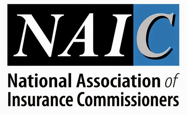 NAIC
National Association of
Insurance Commissioners